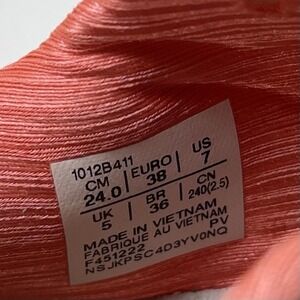 1012B411
CM | EURO | US
24.0 | 38 | 7
UK | BR | CN
5 | 36 | 240(2.5)
MADE IN VIETNAM
FABRIQUE AU VIETNAM
F451222 PV
NSJKPSC4D3YV0NQ